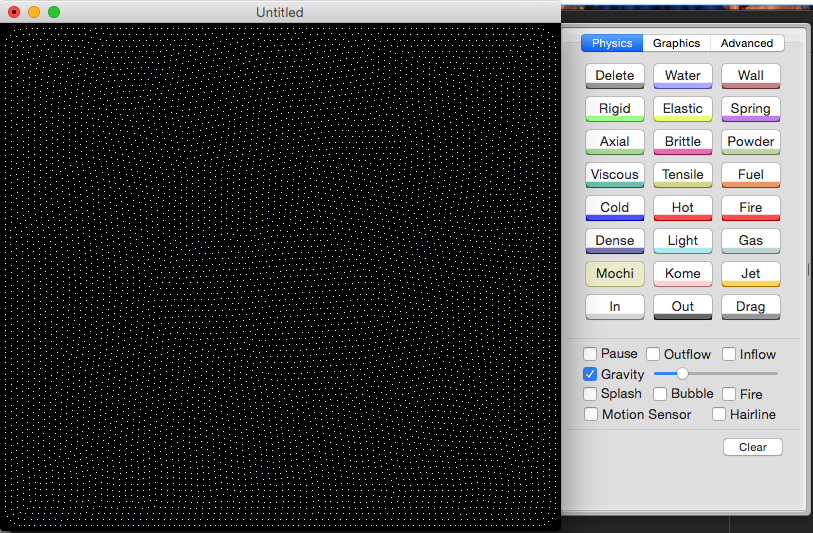 Untitled
Physics Graphics Advanced
Delete Water Wall
Rigid Elastic Spring
Axial Brittle Powder
Viscous Tensile Fuel
Cold Hot Fire
Dense Light Gas
Mochi Kome Jet
In Out Drag
Pause Outflow Inflow
Gravity
Splash Bubble Fire
Motion Sensor Hairline
Clear